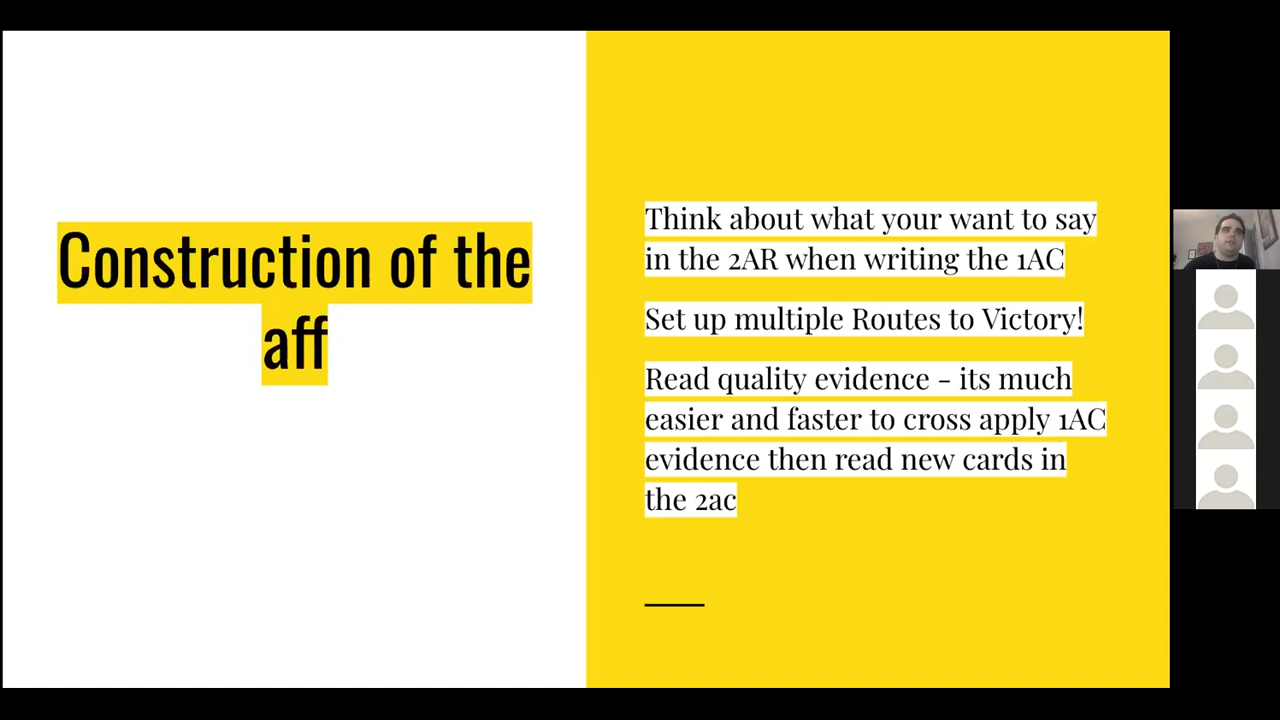 Construction of the
aff
Think about what your want to say
in the 2AR when writing the 1AC
Set up multiple Routes to Victory!
Read quality evidence - its much
easier and faster to cross apply 1AC
evidence then read new cards in
the 2ac